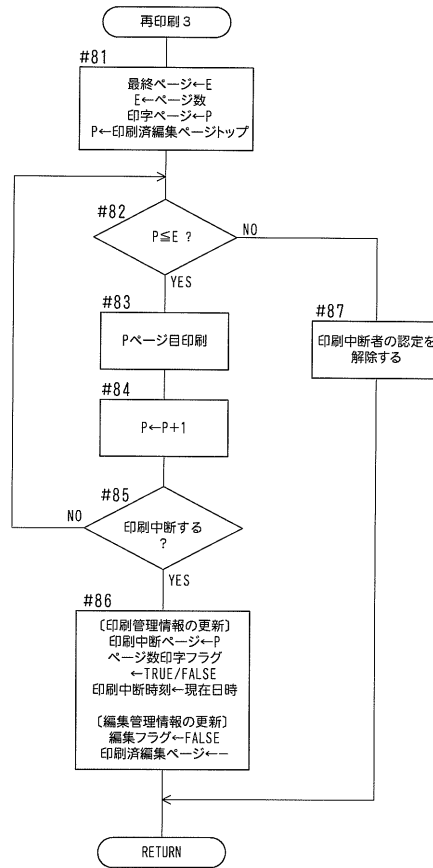 再印刷3
#81
最終ページ←E
E←ページ数
印字ページ←P
P←印刷済編集ページトップ
#82
P≦E ?
NO
YES
#83
Pページ目印刷
#87
印刷中断者の認定を
解除する
#84
P←P+1
#85
印刷中断する
?
NO
YES
#86
〔印刷管理情報の更新〕
印刷中断ページ←P
ページ数印字フラグ
←TRUE/FALSE
印刷中断時刻←現在日時
〔編集管理情報の更新〕
編集フラグ←FALSE
印刷済編集ページ←−
RETURN